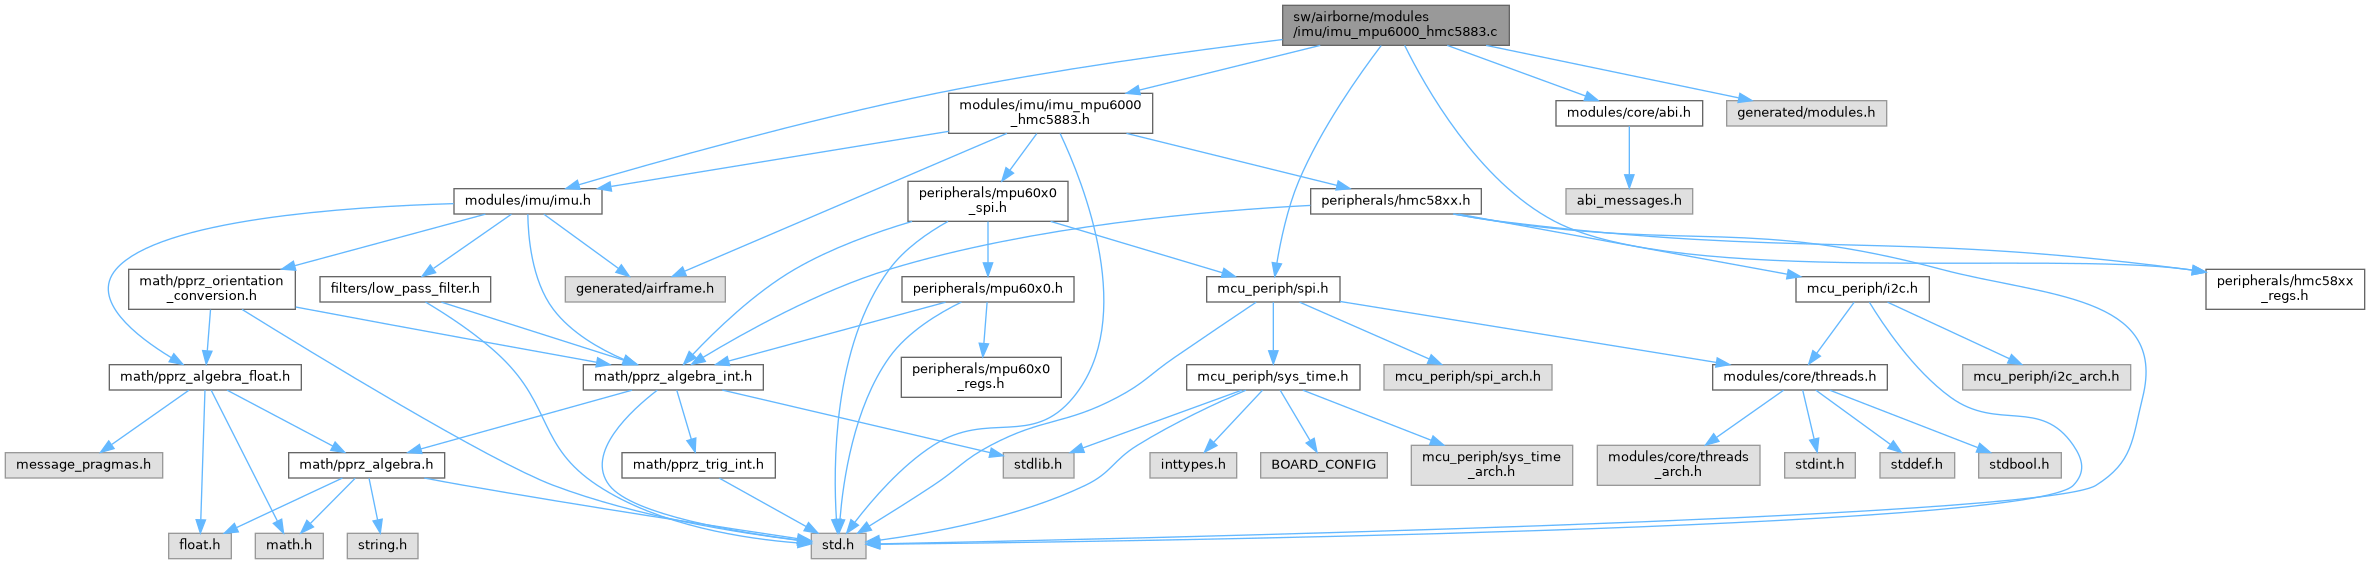 sw/airborne/modules
/imu/imu_mpu6000_hmc5883.c
modules/imu/imu_mpu6000
_hmc5883.h
modules/core/abi.h
generated/modules.h
modules/imu/imu.h
peripherals/mpu60x0
_spi.h
peripherals/hmc58xx.h
abi_messages.h
math/pprz_orientation
_conversion.h
filters/low_pass_filter.h
generated/airframe.h
peripherals/mpu60x0.h
mcu_periph/spi.h
mcu_periph/i2c.h
peripherals/hmc58xx
_regs.h
math/pprz_algebra_float.h
math/pprz_algebra_int.h
peripherals/mpu60x0
_regs.h
mcu_periph/sys_time.h
mcu_periph/spi_arch.h
modules/core/threads.h
mcu_periph/i2c_arch.h
message_pragmas.h
math/pprz_algebra.h
math/pprz_trig_int.h
stdlib.h
inttypes.h
BOARD_CONFIG
mcu_periph/sys_time
_arch.h
modules/core/threads
_arch.h
stdint.h
stddef.h
stdbool.h
float.h
math.h
string.h
std.h